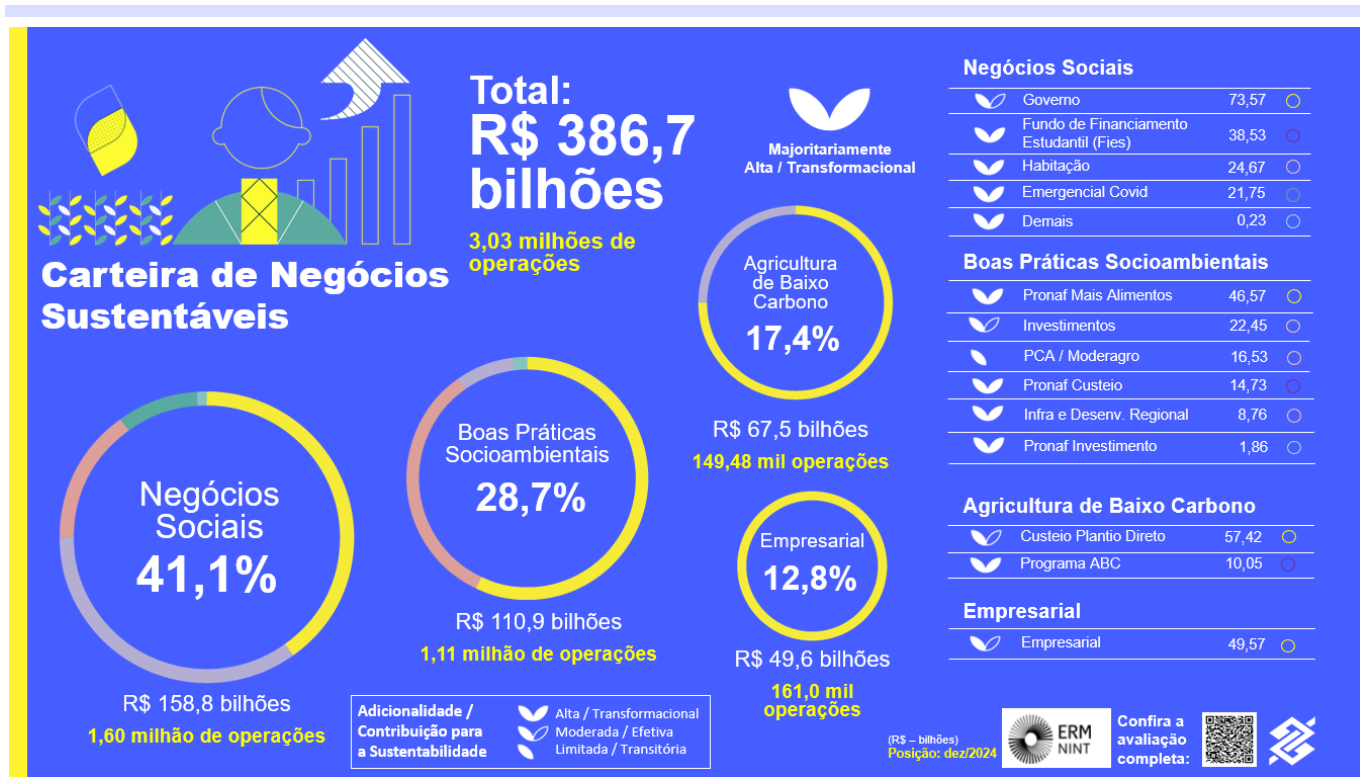 Carteira de Negócios
Sustentáveis
Total:
R$ 386,7
bilhões
3,03 milhões de
operações
Majoritariamente
Alta / Transformacional
Negócios
Sociais
41,1%
R$ 158,8 bilhões
1,60 milhão de operações
Boas Práticas
Socioambientais
28,7%
R$ 110,9 bilhões
1,11 milhão de operações
Agricultura
de Baixo
Carbono
17,4%
R$ 67,5 bilhões
149,48 mil operações
Empresarial
12,8%
R$ 49,6 bilhões
161,0 mil
operações
Adicionalidade /
Contribuição para
a Sustentabilidade
Alta / Transformacional
Moderada / Efetiva
Limitada / Transitória
Negócios Sociais
Governo 73,57
Fundo de Financiamento
Estudantil (Fies) 38,53
Habitação 24,67
Emergencial Covid 21,75
Demais 0,23
Boas Práticas Socioambientais
Pronaf Mais Alimentos 46,57
Investimentos 22,45
PCA / Moderagro 16,53
Pronaf Custeio 14,73
Infra e Desenv. Regional 8,76
Pronaf Investimento 1,86
Agricultura de Baixo Carbono
Custeio Plantio Direto 57,42
Programa ABC 10,05
Empresarial
Empresarial 49,57
(R$ – bilhões)
Posição: dez/2024
ERM
NINT
Confira a
avaliação
completa: